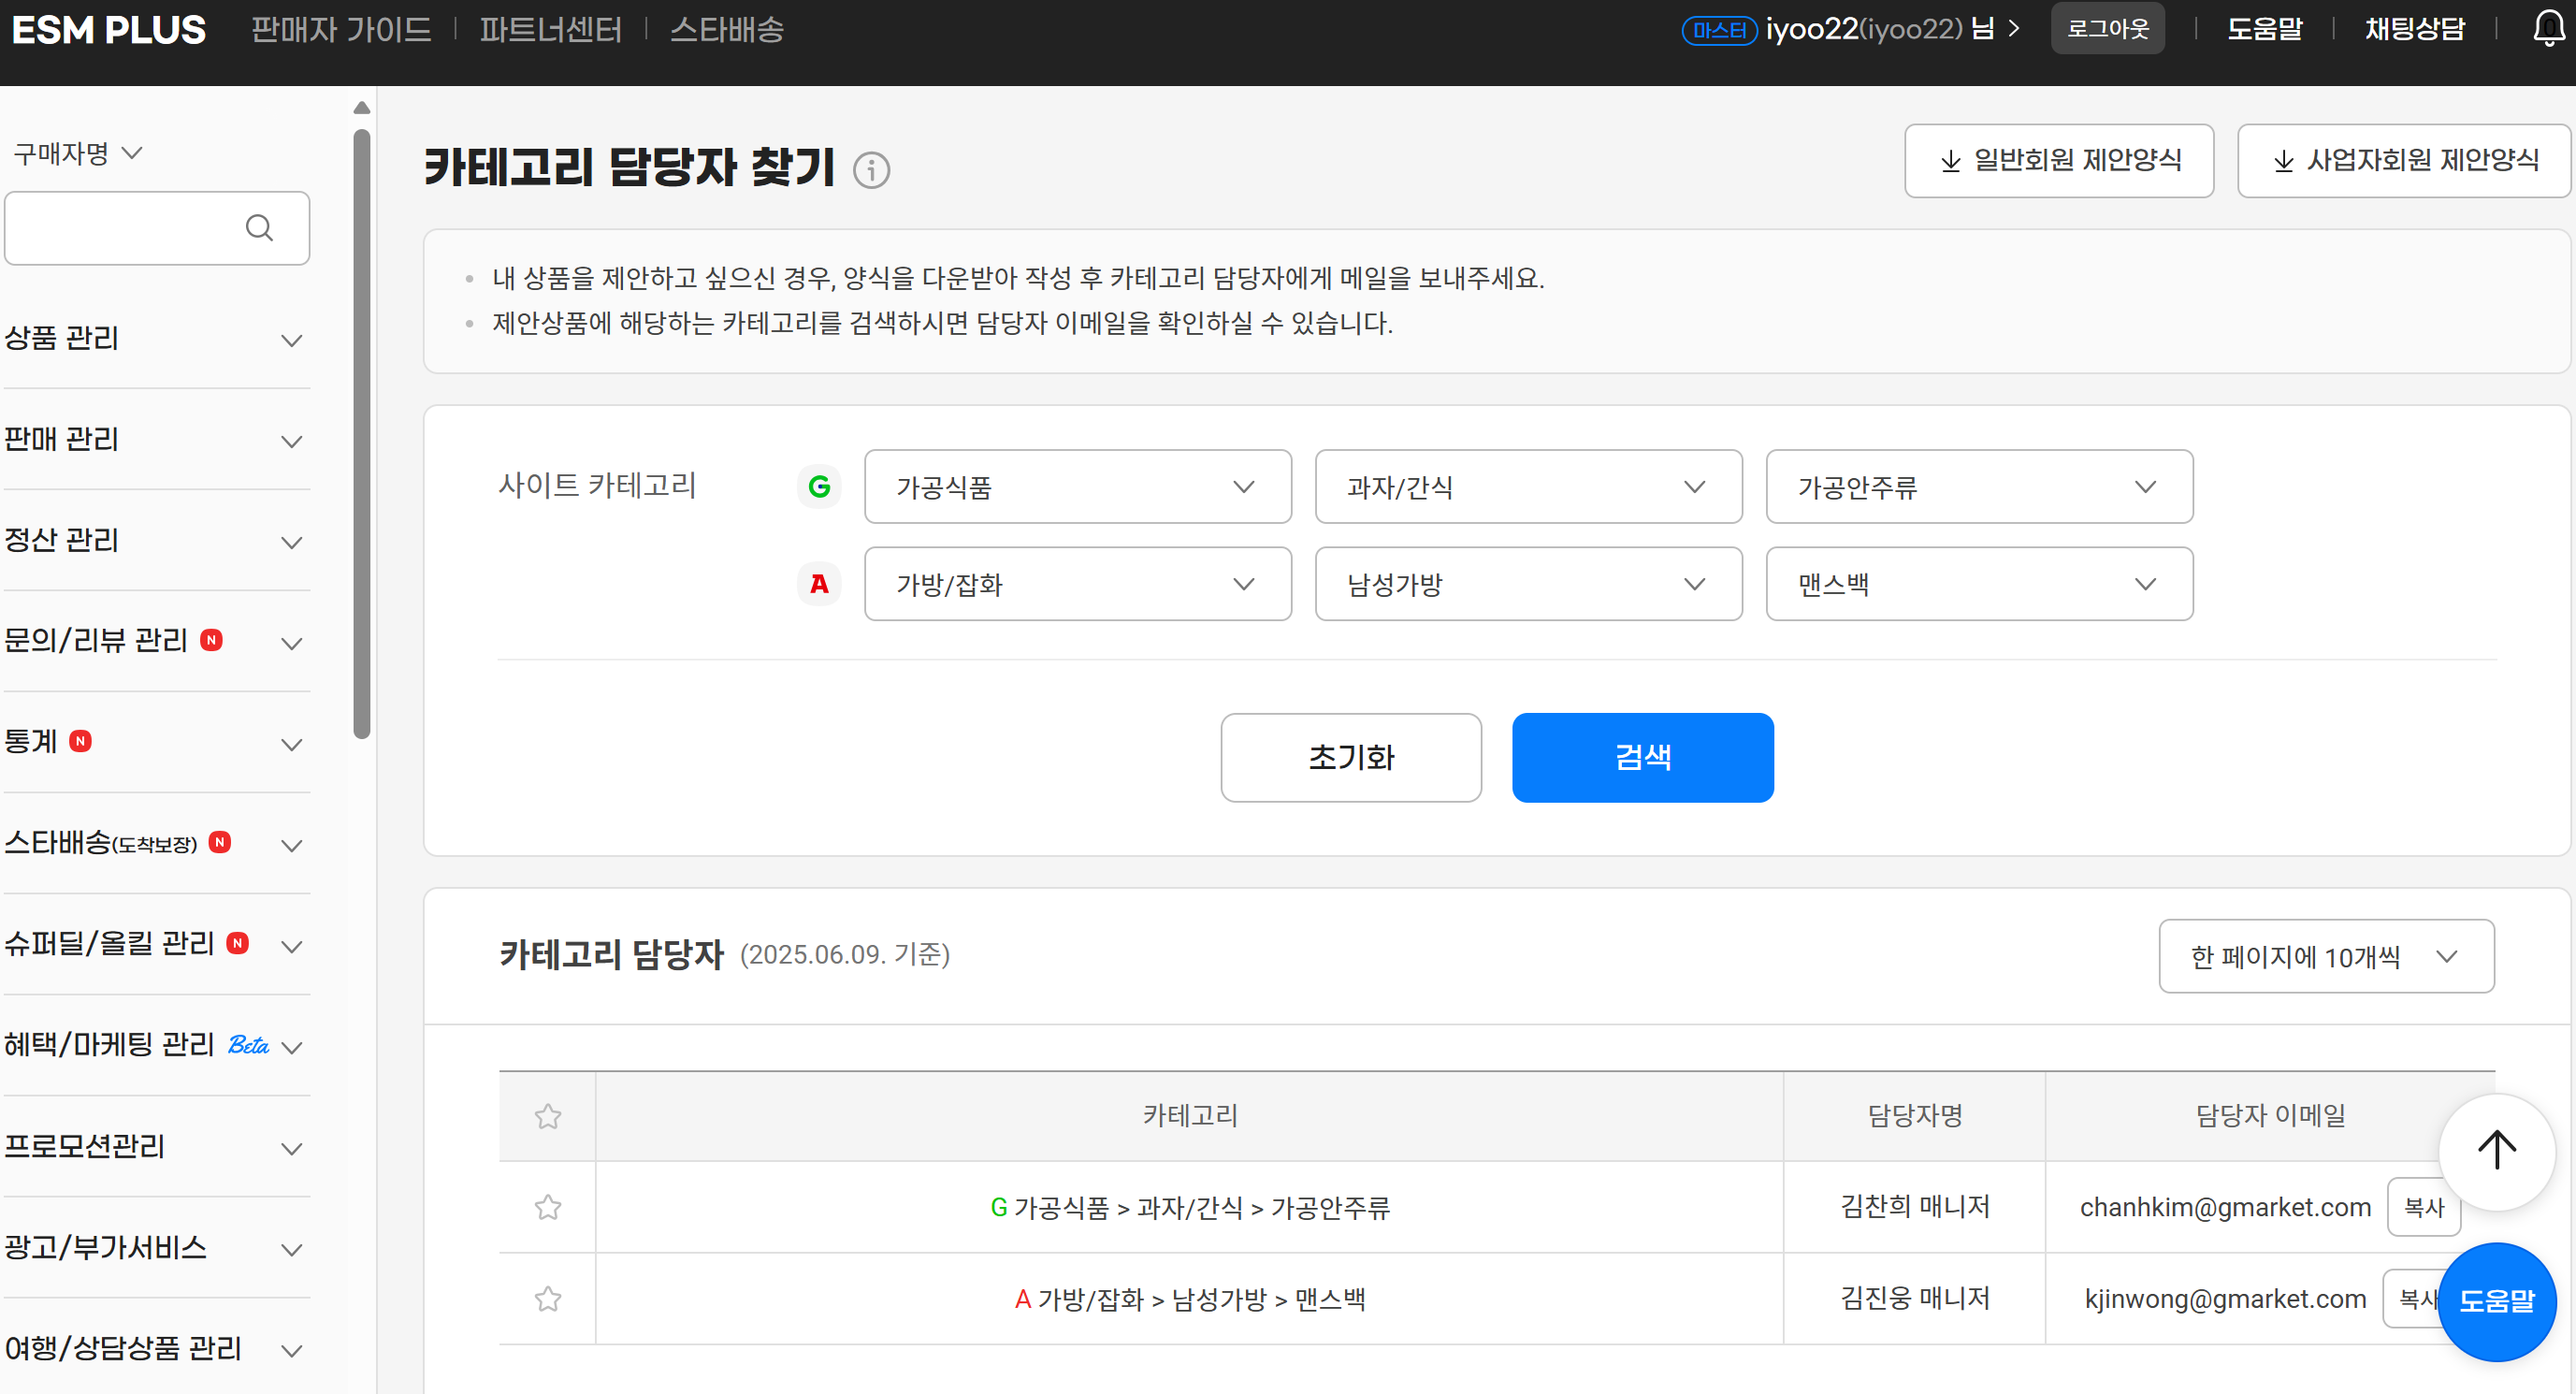 ESM PLUS 판매자 가이드 파트너센터 스타배송 마스터 iyoo22(iyoo22) 님 로그아웃 도움말 채팅상담 0
구매자명
상품 관리
판매 관리
정산 관리
문의/리뷰 관리 N
통계 N
스타배송(도착보장) N
슈퍼딜/올킬 관리 N
혜택/마케팅 관리 Beta
프로모션관리
광고/부가서비스
여행/상담상품 관리
카테고리 담당자 찾기
일반회원 제안양식 사업자회원 제안양식
내 상품을 제안하고 싶으신 경우, 양식을 다운받아 작성 후 카테고리 담당자에게 메일을 보내주세요.
제안상품에 해당하는 카테고리를 검색하시면 담당자 이메일을 확인하실 수 있습니다.
사이트 카테고리 G 가공식품 과자/간식 가공안주류
A 가방/잡화 남성가방 맨스백
초기화 검색
카테고리 담당자 (2025.06.09. 기준) 한 페이지에 10개씩
카테고리 담당자명 담당자 이메일
G 가공식품 > 과자/간식 > 가공안주류 김찬희 매니저 chanhkim@gmarket.com 복사
A 가방/잡화 > 남성가방 > 맨스백 김진웅 매니저 kjinwong@gmarket.com 복사
도움말